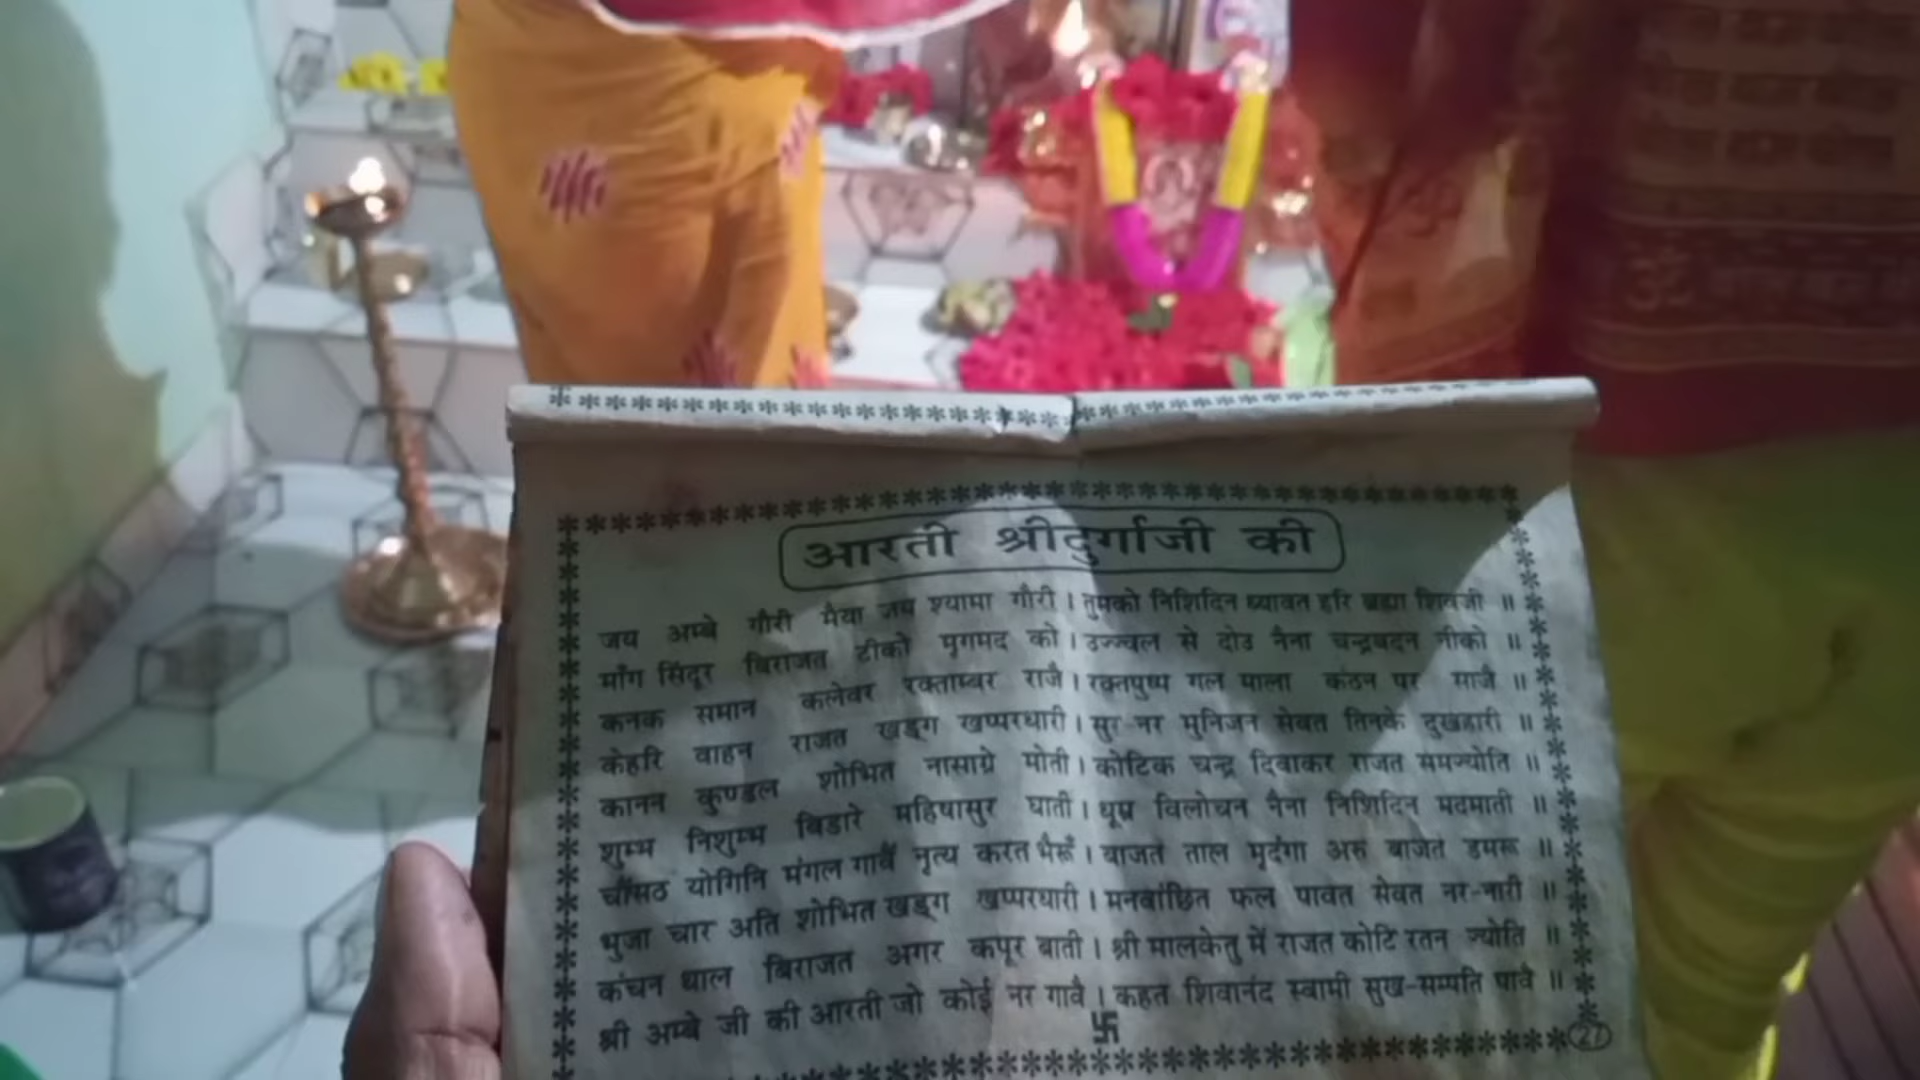 आरती श्रीदुर्गाजी की
जय अम्बे गौरी मैया जय श्यामा गौरी । तुमको निशिदिन ध्यावत हरि ब्रह्मा शिवजी ॥
माँग सिंदूर बिराजत टीको मृगमद को । उज्ज्वल से दोउ नैना चन्द्रबदन नीको ॥
कनक समान कलेवर रक्ताम्बर राजै । रक्तपुष्प गल माला कंठन पर साजै ॥
केहरि वाहन राजत खड्ग खप्परधारी । सुर नर मुनिजन सेवत तिनके दुखहारी ॥
कानन कुण्डल शोभित नासाग्रे मोती । कोटिक चन्द्र दिवाकर राजत समज्योति ॥
शुम्भ निशुम्भ बिडारे महिषासुर घाती । धूम्र विलोचन नैना निशिदिन मदमाती ॥
चौंसठ योगिनि मंगल गावैं नृत्य करत भैरूँ । बाजत ताल मृदंगा अरु बाजत डमरू ॥
भुजा चार अति शोभित खड्ग खप्परधारी । मनवांछित फल पावत सेवत नर-नारी ॥
कंचन थाल बिराजत अगर कपूर बाती । श्री मालकेतु में राजत कोटि रतन ज्योति ॥
श्री अम्बे जी की आरती जो कोई नर गावै । कहत शिवानंद स्वामी सुख-सम्पति पावै ॥
27